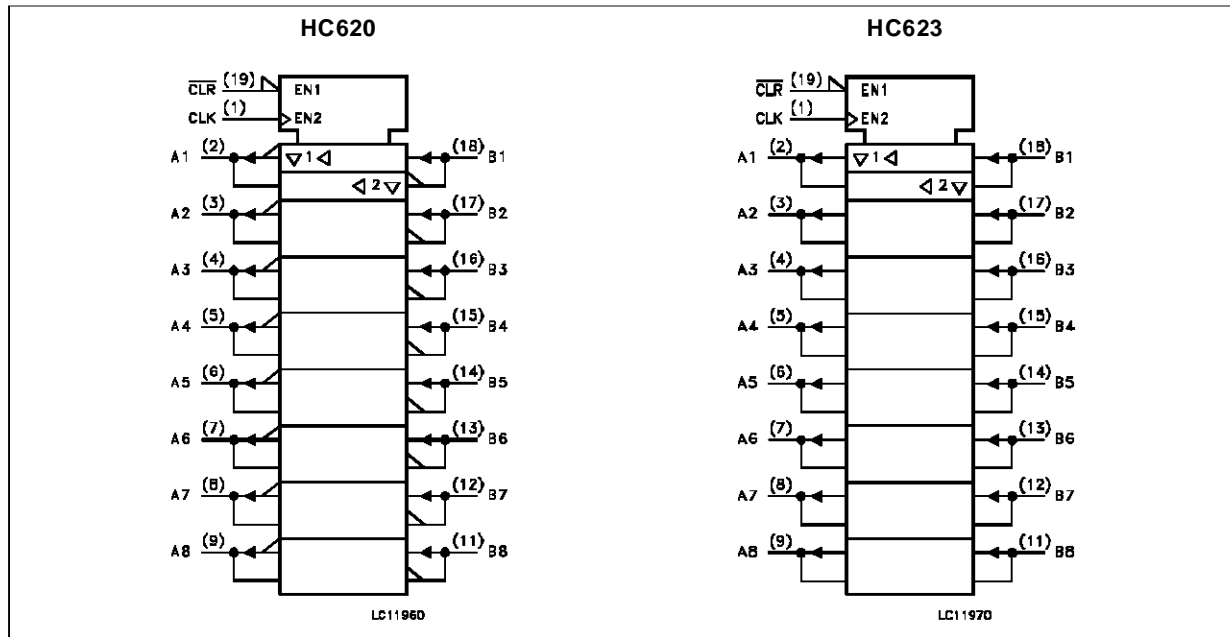 HC620
HC623
CLR (19) EN1
CLK (1) EN2
A1 (2) 1 (18) B1
2
A2 (3) (17) B2
A3 (4) (16) B3
A4 (5) (15) B4
A5 (6) (14) B5
A6 (7) (13) B6
A7 (8) (12) B7
A8 (9) (11) B8
LC11960
CLR (19) EN1
CLK (1) EN2
A1 (2) 1 (18) B1
2
A2 (3) (17) B2
A3 (4) (16) B3
A4 (5) (15) B4
A5 (6) (14) B5
A6 (7) (13) B6
A7 (8) (12) B7
A8 (9) (11) B8
LC11970